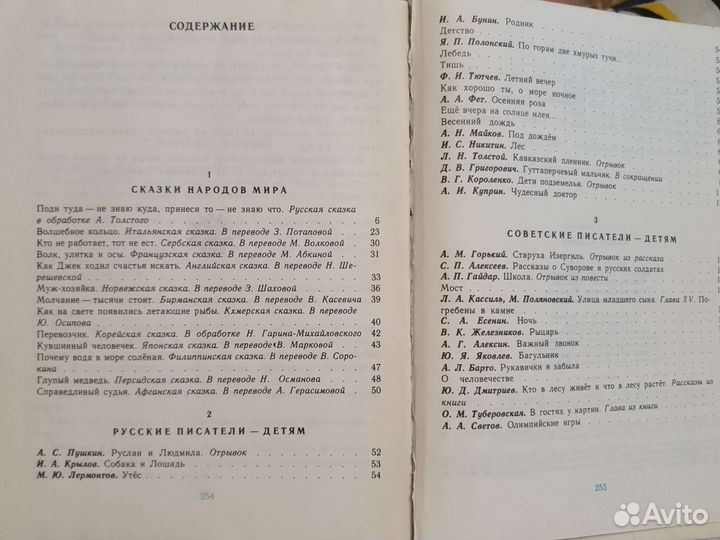 СОДЕРЖАНИЕ
1
СКАЗКИ НАРОДОВ МИРА
Поди туда — не знаю куда, принеси то — не знаю что. Русская сказка
в обработке А. Толстого . . . 6
Волшебное кольцо. Итальянская сказка. В переводе З. Потаповой . . 23
Кто не работает, тот не ест. Сербская сказка. В переводе М. Волковой . 30
Волк, улитка и осы. Французская сказка. В переводе М. Абкиной . . 31
Как Джек ходил счастья искать. Английская сказка. В переводе Н. Ше-
решевской . . . 33
Муж-хозяйка. Норвежская сказка. В переводе З. Шаховой . . . 36
Молчание — тысячи стоит. Бирманская сказка. В переводе В. Касевича 39
Как на свете появились летающие рыбы. Кхмерская сказка. В переводе
Ю. Осипова . . . 40
Перевозчик. Корейская сказка. В обработке Н. Гарина-Михайловского 42
Кувшинный человечек. Японская сказка. В переводе В. Марковой . . 43
Почему вода в море солёная. Филиппинская сказка. В переводе В. Соро-
кина . . . 47
Глупый медведь. Персидская сказка. В переводе Н. Османова . . 48
Справедливый судья. Афганская сказка. В переводе А. Герасимовой . 50
2
РУССКИЕ ПИСАТЕЛИ — ДЕТЯМ
А. С. Пушкин. Руслан и Людмила. Отрывок . . . 52
И. А. Крылов. Собака и Лошадь . . . 53
М. Ю. Лермонтов. Утёс . . . 54
254
И. А. Бунин. Родник
Детство
Я. П. Полонский. По горам две хмурых тучи...
Лебедь
Тишь
Ф. И. Тютчев. Летний вечер
Как хорошо ты, о море ночное
А. А. Фет. Осенняя роза
Ещё вчера на солнце млея...
Весенний дождь
А. Н. Майков. Под дождём
И. С. Никитин. Лес
Л. Н. Толстой. Кавказский пленник. Отрывок
Д. В. Григорович. Гуттаперчевый мальчик. В сокращении
В. Г. Короленко. Дети подземелья. Отрывок
А. И. Куприн. Чудесный доктор
3
СОВЕТСКИЕ ПИСАТЕЛИ — ДЕТЯМ
А. М. Горький. Старуха Изергиль. Отрывок из рассказа
С. П. Алексеев. Рассказы о Суворове и русских солдатах
А. П. Гайдар. Школа. Отрывок из повести
Мост
Л. А. Кассиль, М. Поляновский. Улица младшего сына. Глава XV. По-
гребены в камне
С. А. Есенин. Ночь
В. К. Железников. Рыцарь
А. Г. Алексин. Важный звонок
Ю. Я. Яковлев. Багульник
А. Л. Барто. Рукавички я забыла
О человечестве
Ю. Д. Дмитриев. Кто в лесу живёт и что в лесу растёт. Рассказы из
книги
О. М. Туберовская. В гостях у картин. Глава из книги
А. А. Светов. Олимпийские игры
255
Avito